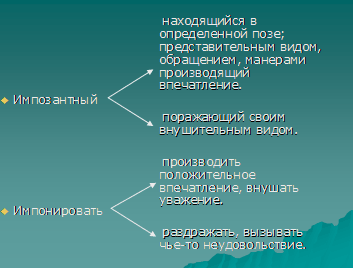 находящийся в
определенной позе;
представительным видом,
обращением, манерами
производящий
впечатление.
Импозантный
поражающий своим
внушительным видом.
производить
положительное
впечатление, внушать
уважение.
Импонировать
раздражать, вызывать
чье-то неудовольствие.